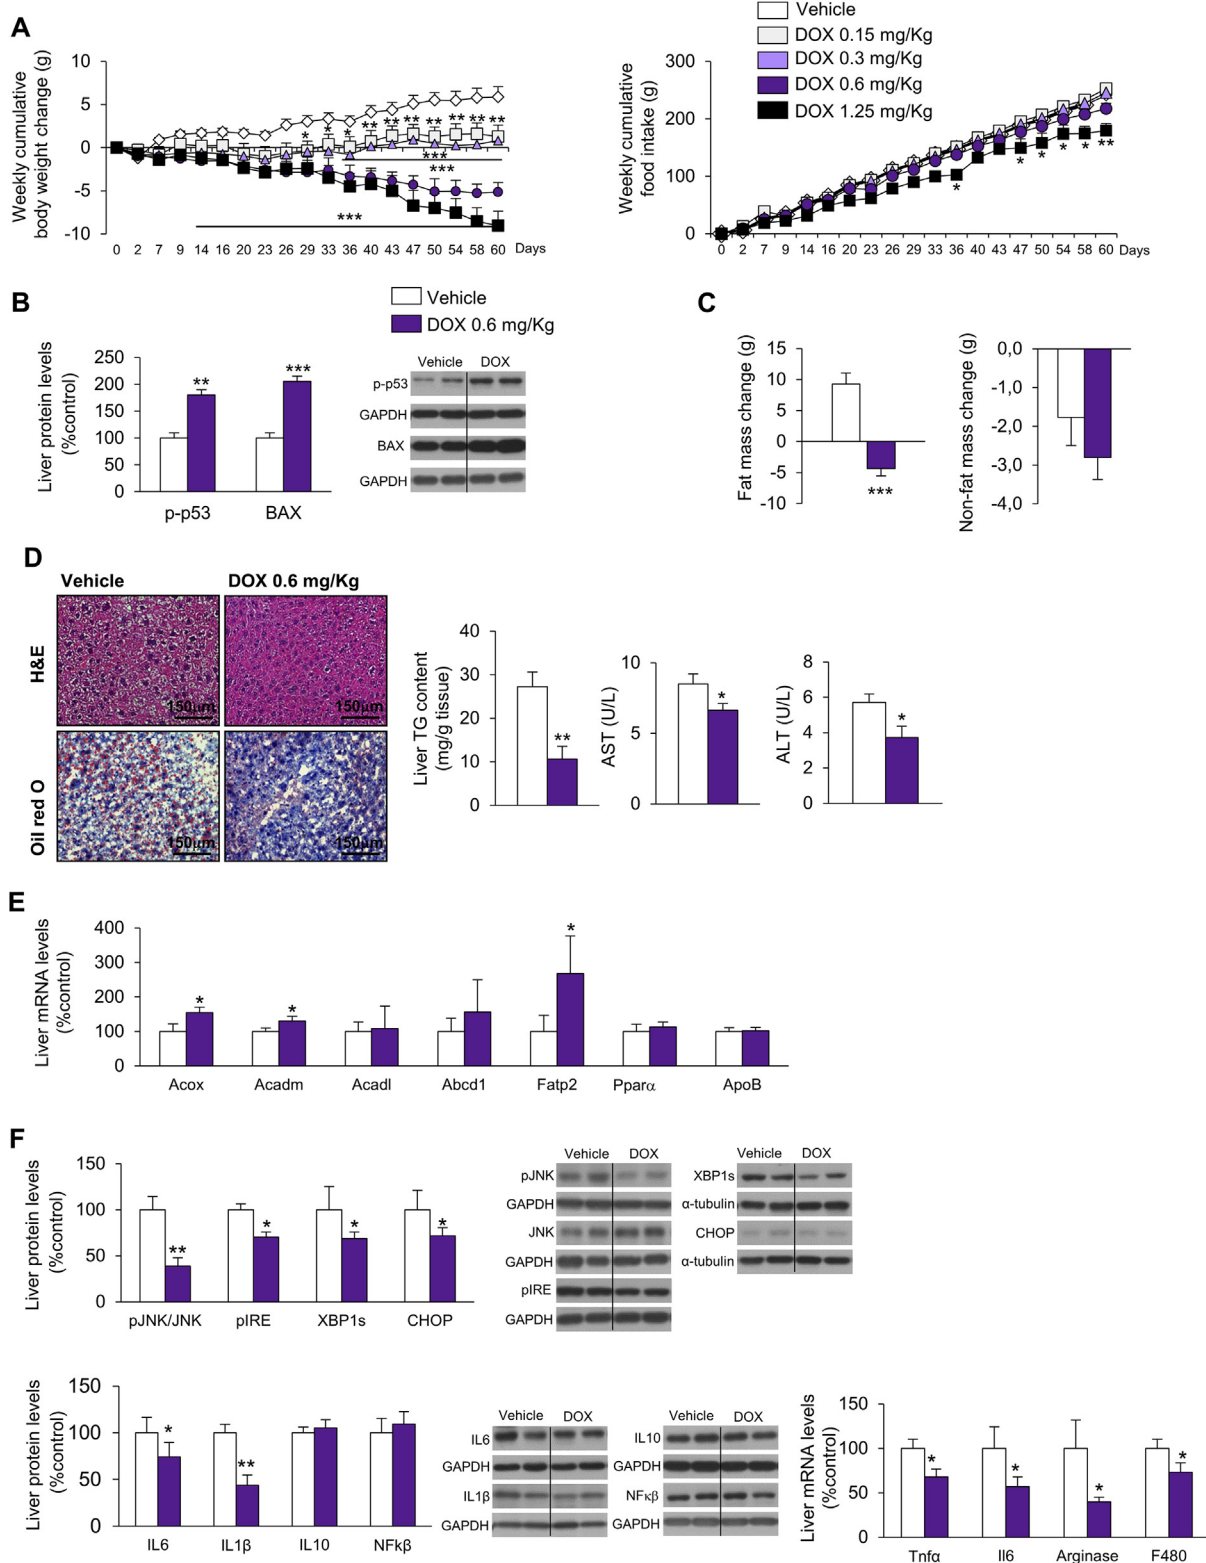 A
Weekly cumulative
body weight change (g)
10
5
0
-5
-10
* * * ** ** ** ** ** ** **
***
***
***
0 2 7 9 14 16 20 23 26 29 33 36 40 43 47 50 54 58 60 Days
Vehicle
DOX 0.15 mg/Kg
DOX 0.3 mg/Kg
DOX 0.6 mg/Kg
DOX 1.25 mg/Kg
Weekly cumulative
food intake (g)
300
200
100
0
* * * * * **
0 2 7 9 14 16 20 23 26 29 33 36 40 43 47 50 54 58 60 Days
B
Vehicle
DOX 0.6 mg/Kg
Liver protein levels
(%control)
250
200
150
100
50
0
** ***
p-p53 BAX
Vehicle DOX
p-p53
GAPDH
BAX
GAPDH
C
Fat mass change (g)
15
10
5
0
-5
-10
***
Non-fat mass change (g)
0,0
-1,0
-2,0
-3,0
-4,0
D
Vehicle DOX 0.6 mg/Kg
H&E
150µm 150µm
Oil red O
150µm 150µm
Liver TG content
(mg/g tissue)
40
30
20
10
0
**
AST (U/L)
10
5
0
*
ALT (U/L)
8
6
4
2
0
*
E
Liver mRNA levels
(%control)
400
300
200
100
0
* * *
Acox Acadm Acadl Abcd1 Fatp2 Pparα ApoB
F
Liver protein levels
(%control)
150
100
50
0
** * * *
pJNK/JNK pIRE XBP1s CHOP
Vehicle DOX
pJNK
GAPDH
JNK
GAPDH
pIRE
GAPDH
Vehicle DOX
XBP1s
α-tubulin
CHOP
α-tubulin
Liver protein levels
(%control)
150
100
50
0
* **
IL6 IL1β IL10 NFkβ
Vehicle DOX
IL6
GAPDH
IL1β
GAPDH
Vehicle DOX
IL10
GAPDH
NFκβ
GAPDH
Liver mRNA levels
(%control)
150
100
50
0
* * * *
Tnfα Il6 Arginase F480